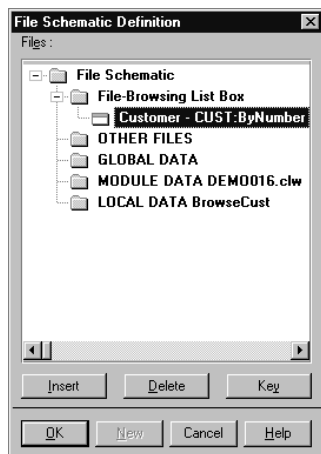 File Schematic Definition
Files :
File Schematic
File-Browsing List Box
Customer - CUST:ByNumber
OTHER FILES
GLOBAL DATA
MODULE DATA DEMO016.clw
LOCAL DATA BrowseCust
Insert Delete Key
OK New Cancel Help